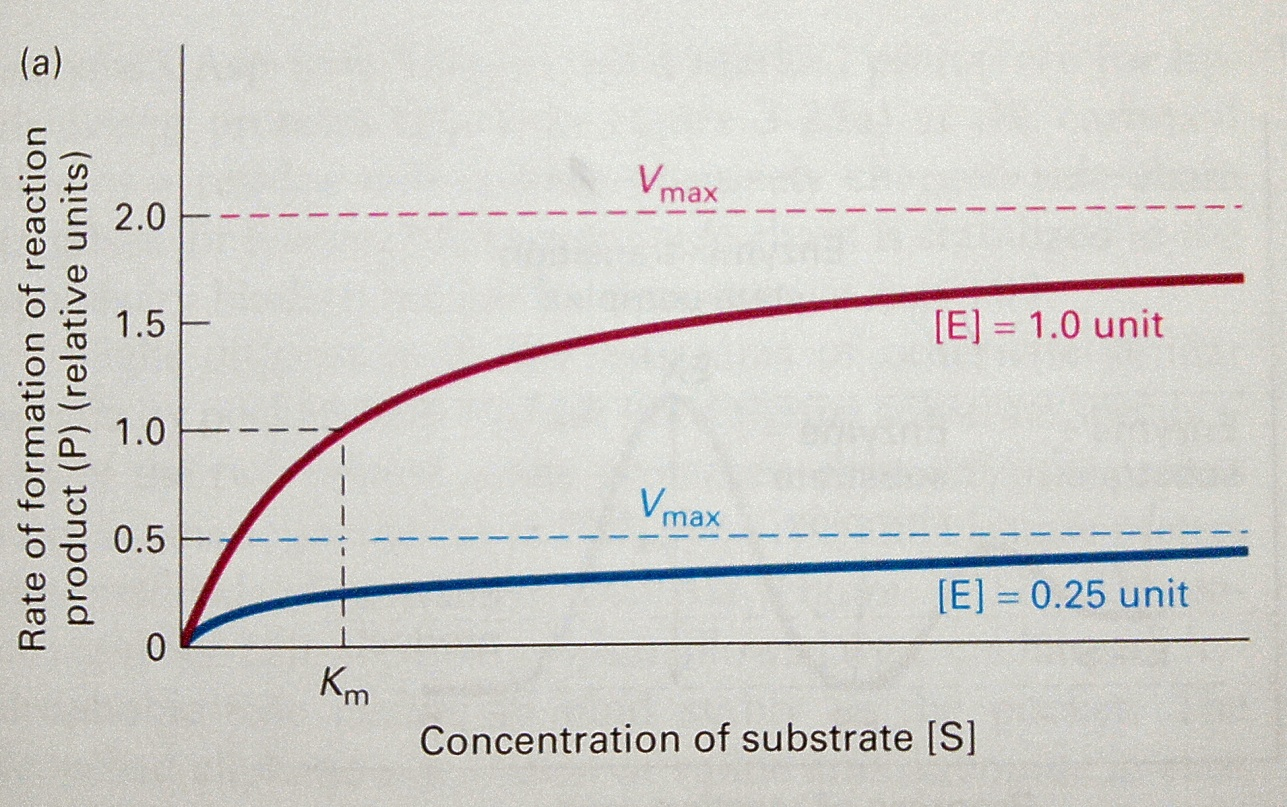 (a)
Rate of formation of reaction
product (P) (relative units)
2.0
1.5
1.0
0.5
0
Vmax
[E] = 1.0 unit
Vmax
[E] = 0.25 unit
Km
Concentration of substrate [S]